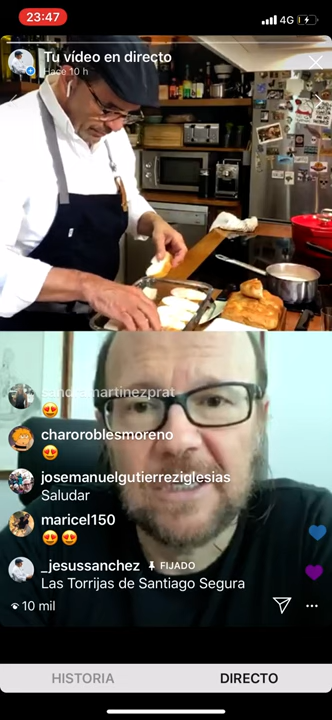 23:47
4G
Tu vídeo en directo
Hace 10 h
sandramartinezprat
😍
charoroblesmoreno
😍
josemanuelgutierreziglesias
Saludar
maricel150
😍😍
_jesussanchez FIJADO
Las Torrijas de Santiago Segura
10 mil
HISTORIA DIRECTO